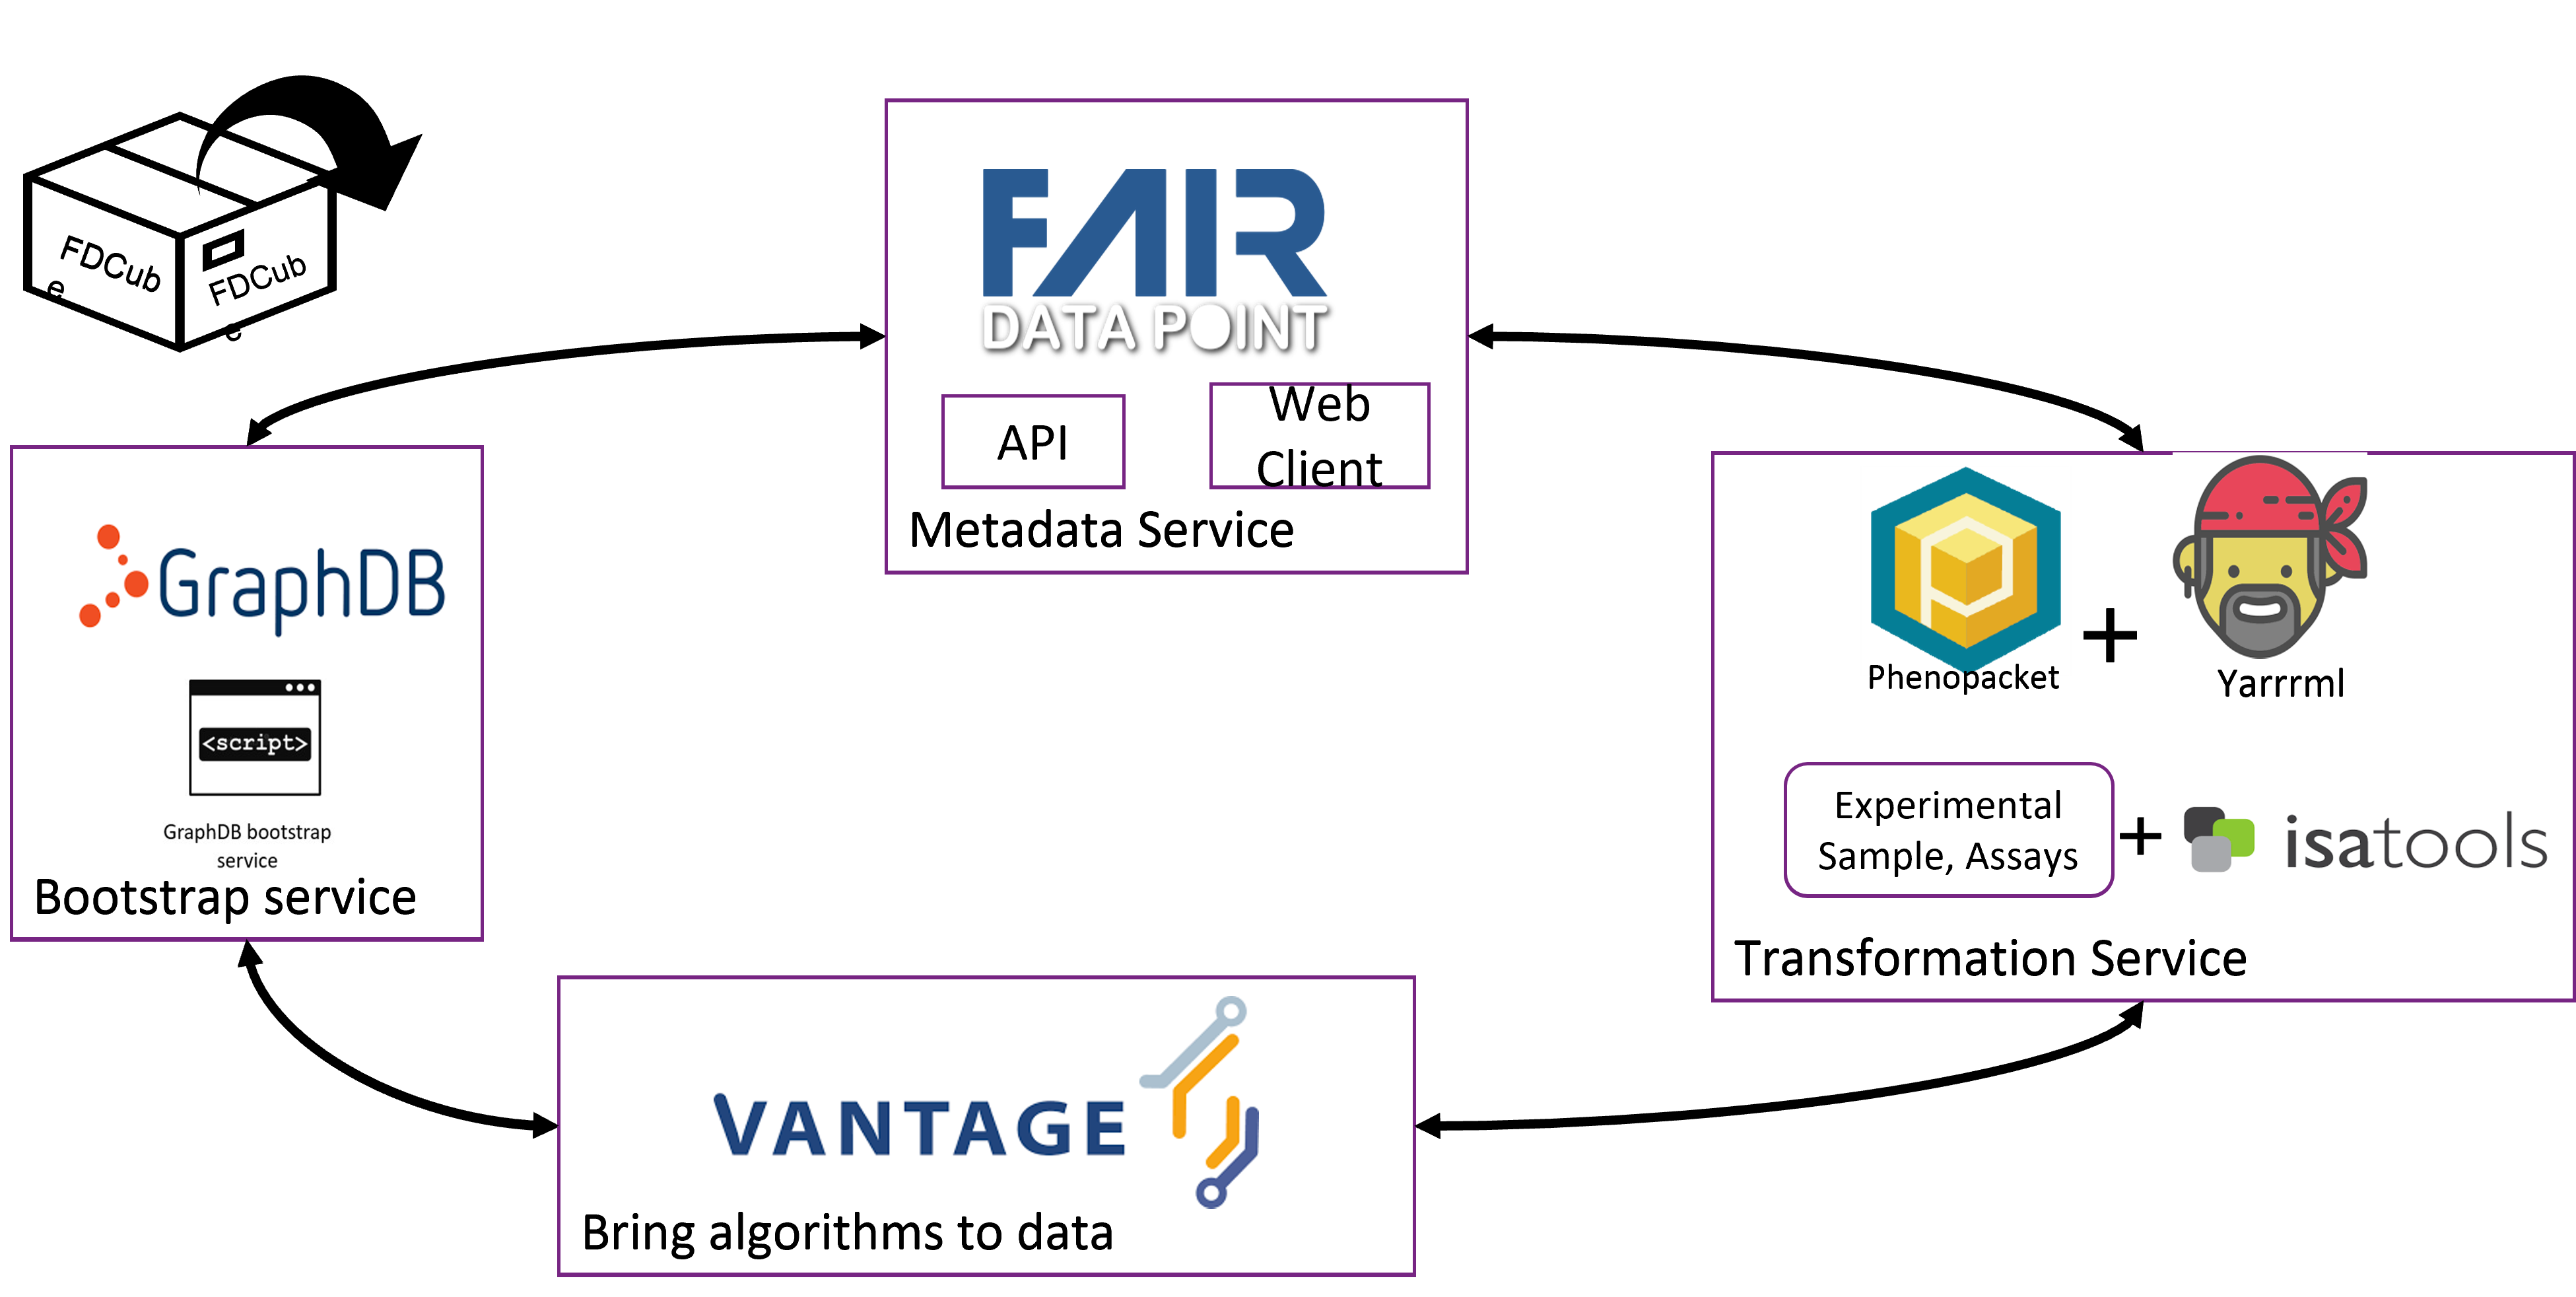 FDCub
e
FDCub
e
FAIR
DATA POINT
API
Web
Client
Metadata Service
GraphDB
<script>
GraphDB bootstrap
service
Bootstrap service
Phenopacket
+
Yarrrml
Experimental
Sample, Assays
+
isatools
Transformation Service
VANTAGE
Bring algorithms to data